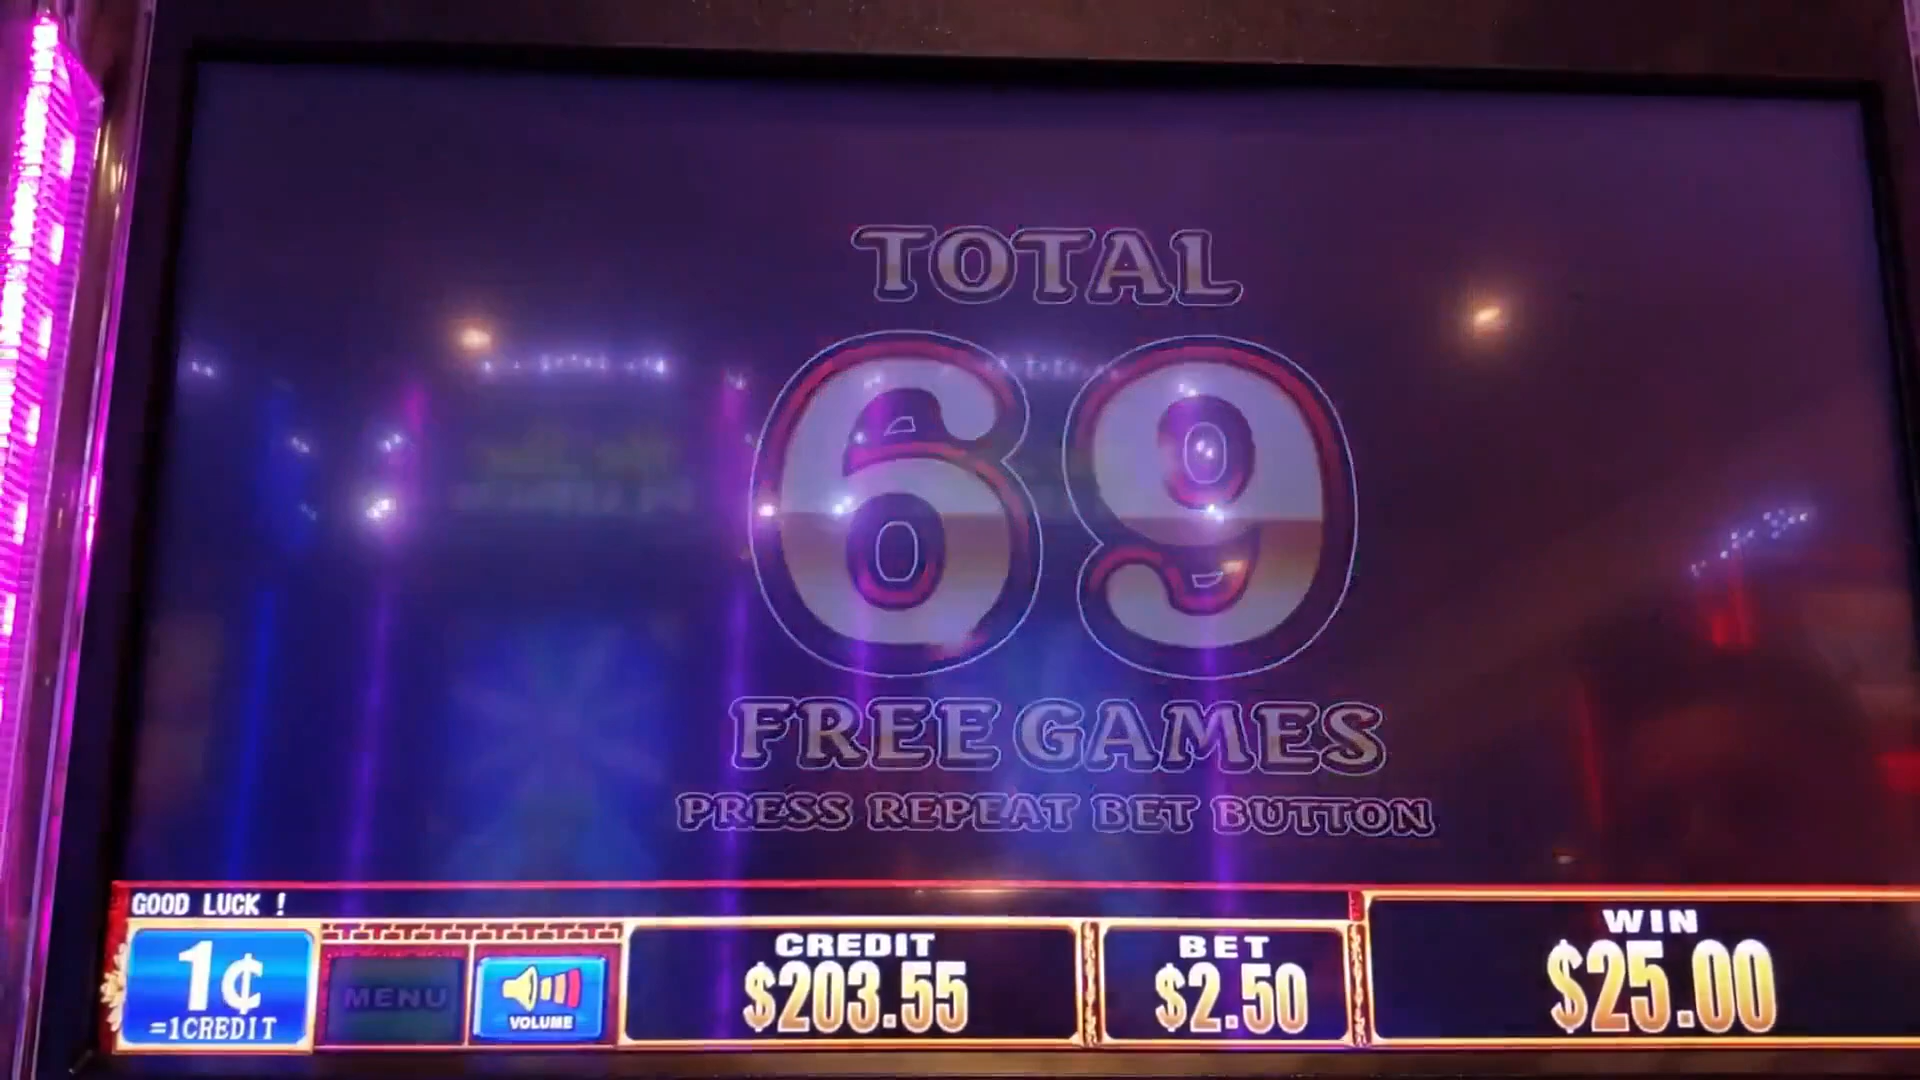 TOTAL
69
FREE GAMES
PRESS REPEAT BET BUTTON
GOOD LUCK !
1¢
=1CREDIT
MENU
VOLUME
CREDIT
$203.55
BET
$2.50
WIN
$25.00